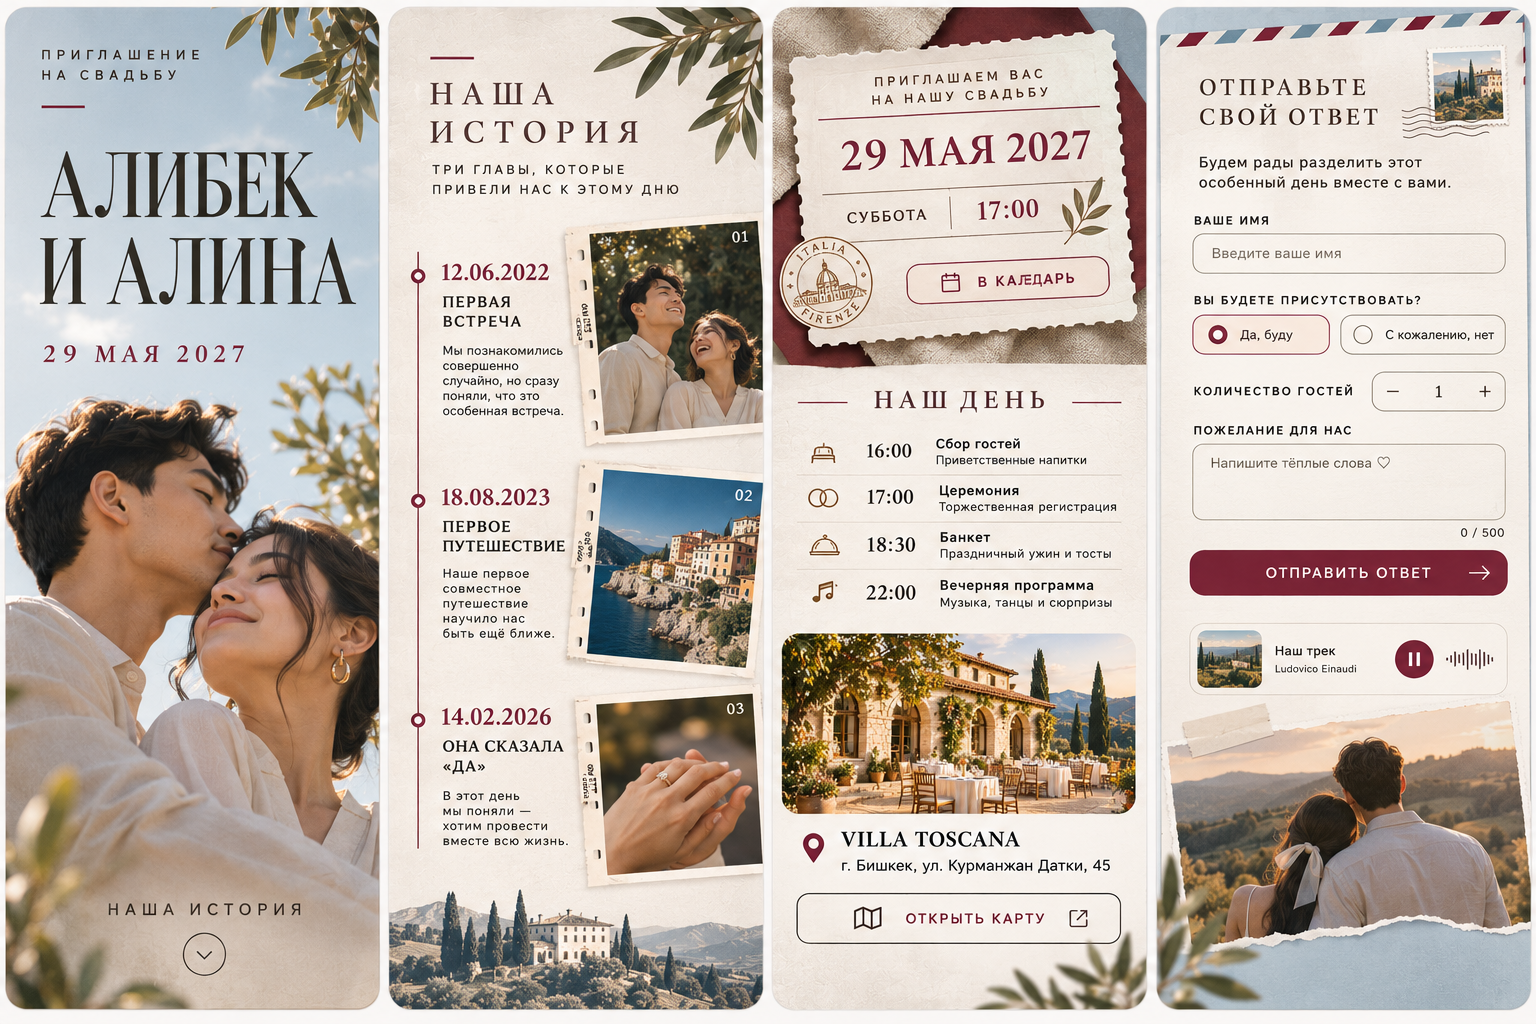 ПРИГЛАШЕНИЕ
НА СВАДЬБУ
АЛИБЕК
И АЛИНА
29 МАЯ 2027
НАША ИСТОРИЯ
НАША
ИСТОРИЯ
ТРИ ГЛАВЫ, КОТОРЫЕ
ПРИВЕЛИ НАС К ЭТОМУ ДНЮ
01
12.06.2022
ПЕРВАЯ
ВСТРЕЧА
Мы познакомились
совершенно
случайно, но сразу
поняли, что это
особенная встреча.
02
18.08.2023
ПЕРВОЕ
ПУТЕШЕСТВИЕ
Наше первое
совместное
путешествие
научило нас
быть ещё ближе.
03
14.02.2026
ОНА СКАЗАЛА
«ДА»
В этот день
мы поняли —
хотим провести
вместе всю жизнь.
ПРИГЛАШАЕМ ВАС
НА НАШУ СВАДЬБУ
29 МАЯ 2027
СУББОТА
17:00
ITALIA
FIRENZE
В
НАШ ДЕНЬ
16:00
Сбор гостей
Приветственные напитки
17:00
Церемония
Торжественная регистрация
18:30
Банкет
Праздничный ужин и тосты
22:00
Вечерняя программа
Музыка, танцы и сюрпризы
VILLA TOSCANA
г. Бишкек, ул. Курманжан Датки, 45
ОТКРЫТЬ КАРТУ
ОТПРАВЬТЕ
СВОЙ ОТВЕТ
Будем рады разделить этот
особенный день вместе с вами.
ВАШЕ ИМЯ
Введите ваше имя
ВЫ БУДЕТЕ ПРИСУТСТВОВАТЬ?
Да, буду
С кожалению, нет
КОЛИЧЕСТВО ГОСТЕЙ
− 1 +
ПОЖЕЛАНИЕ ДЛЯ НАС
Напишите тёплые слова ♡
0 / 500
ОТПРАВИТЬ ОТВЕТ
Наш трек
Ludovico Einaudi